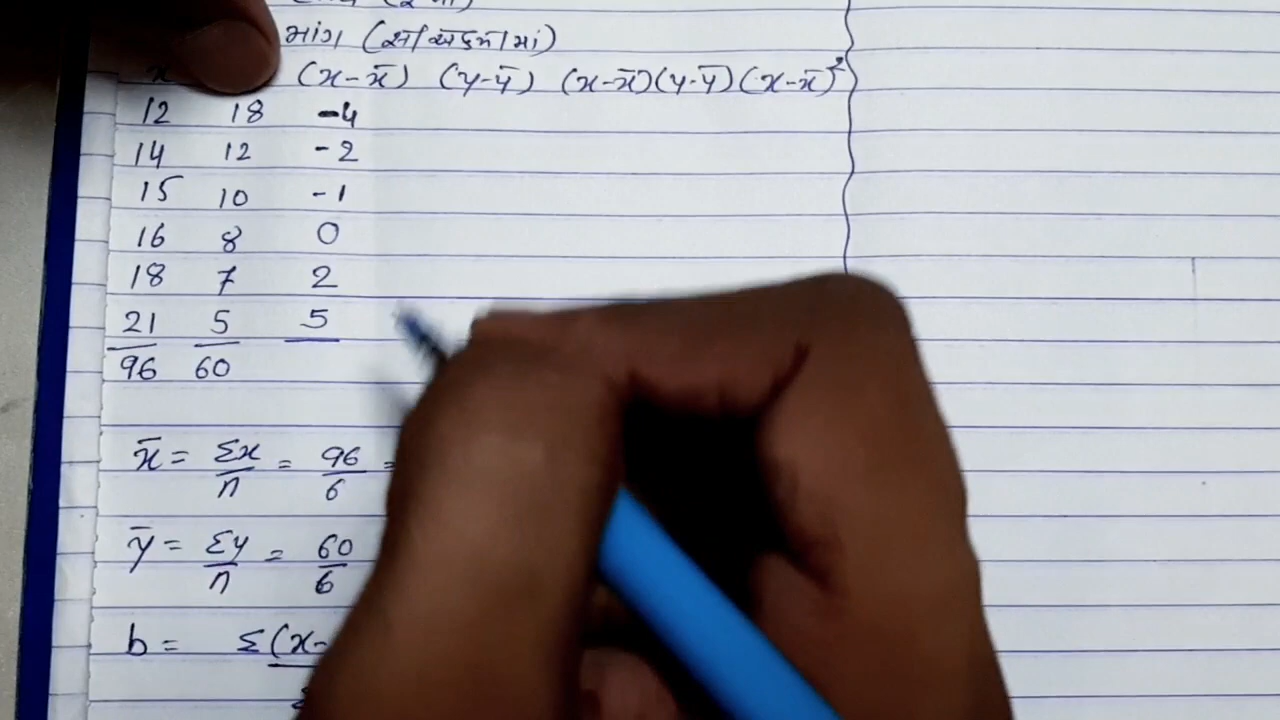 x (x-x̄) (y-ȳ) (x-x̄)(y-ȳ) (x-x̄)²
12 18 -4
14 12 -2
15 10 -1
16 8 0
18 7 2
21 5 5
96 60
x̄ = Σx/n = 96/6 =
ȳ = Σy/n = 60/6
b = Σ(x-